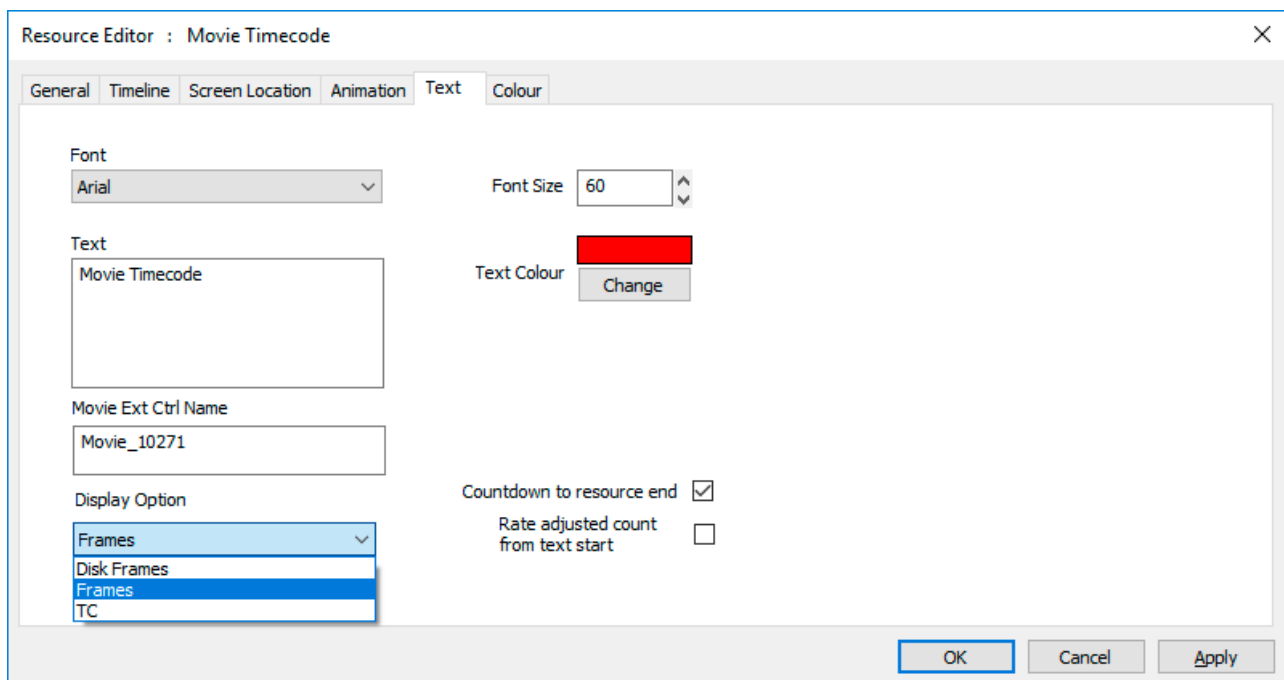 Resource Editor : Movie Timecode
General Timeline Screen Location Animation Text Colour
Font
Arial
Font Size 60
Text
Movie Timecode
Text Colour
Change
Movie Ext Ctrl Name
Movie_10271
Display Option
Countdown to resource end
Frames
Rate adjusted count
from text start
Disk Frames
Frames
TC
OK Cancel Apply